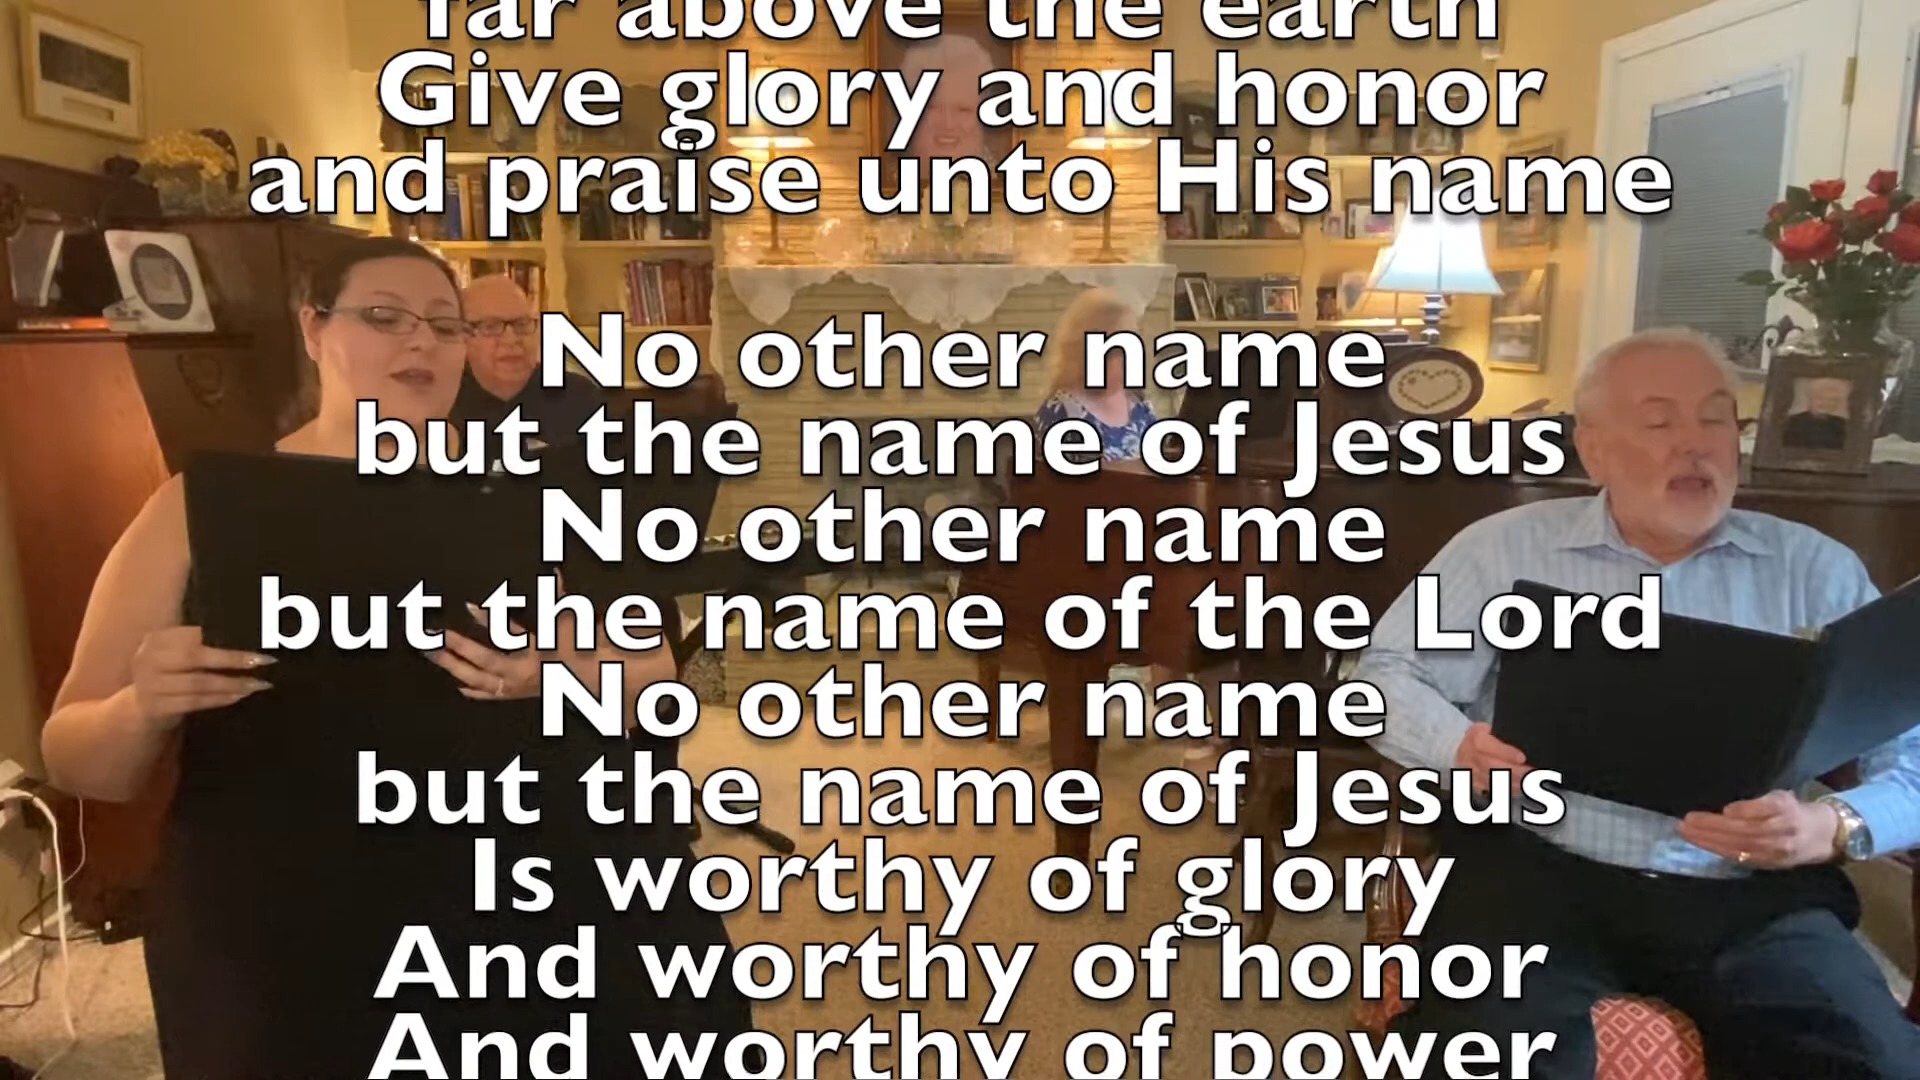 far above the earth
Give glory and honor
and praise unto His name
No other name
but the name of Jesus
No other name
but the name of the Lord
No other name
but the name of Jesus
Is worthy of glory
And worthy of honor
And worthy of power